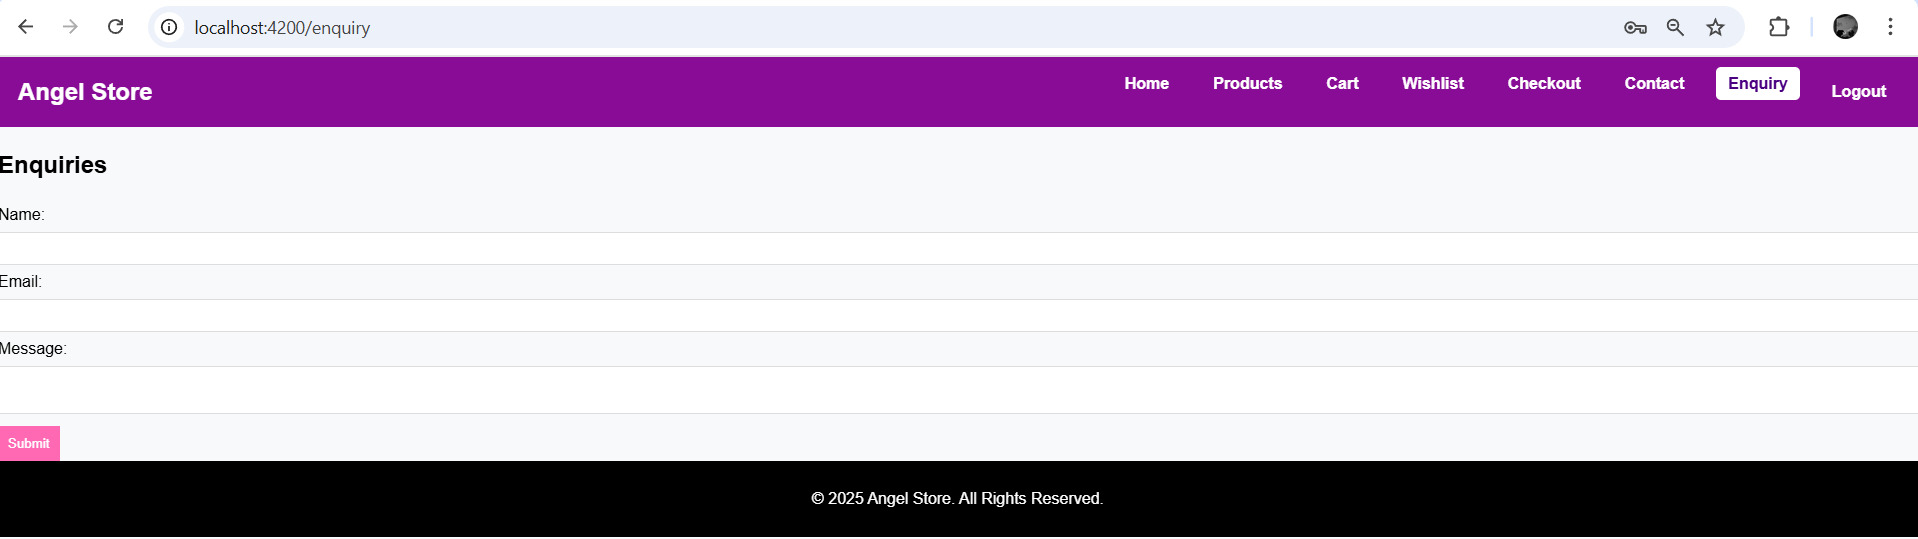 localhost:4200/enquiry
Angel Store
Home Products Cart Wishlist Checkout Contact Enquiry Logout
Enquiries
Name:
Email:
Message:
Submit
© 2025 Angel Store. All Rights Reserved.